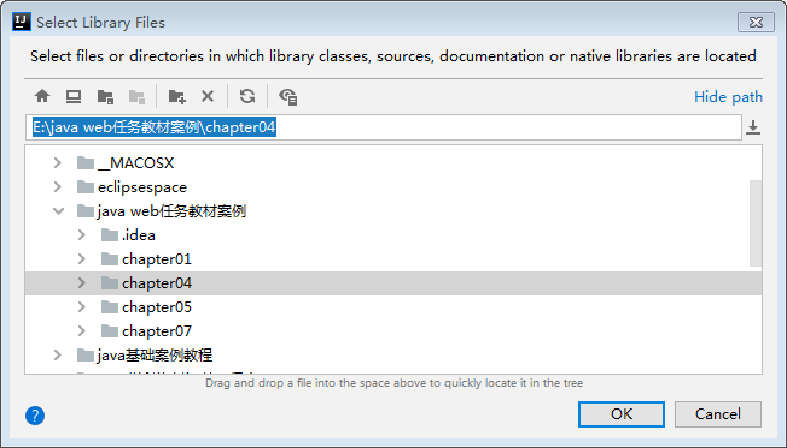 IJ
Select Library Files
Select files or directories in which library classes, sources, documentation or native libraries are located
Hide path
E:\java web任务教材案例\chapter04
__MACOSX
eclipsespace
java web任务教材案例
.idea
chapter01
chapter04
chapter05
chapter07
java基础案例教程
Drag and drop a file into the space above to quickly locate it in the tree
?
OK
Cancel